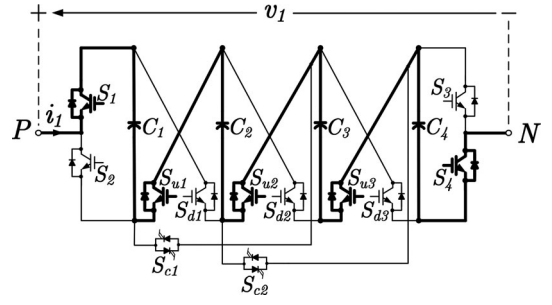 + v1 −
S1 S3
P i1 C1 C2 C3 C4 N
S2 Su1 Su2 Su3 S4
Sd1 Sd2 Sd3
Sc1 Sc2